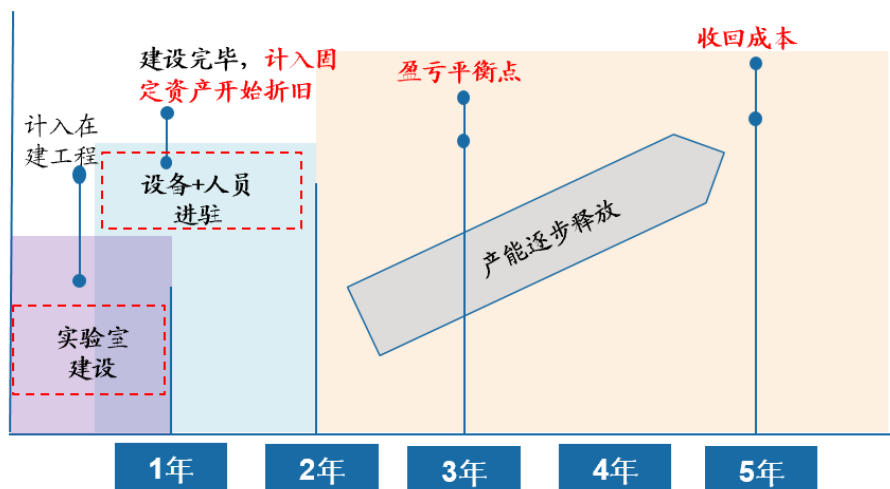 收回成本
建设完毕，计入固
定资产开始折旧
盈亏平衡点
计入在
建工程
设备+人员
进驻
产能逐步释放
实验室
建设
1年
2年
3年
4年
5年